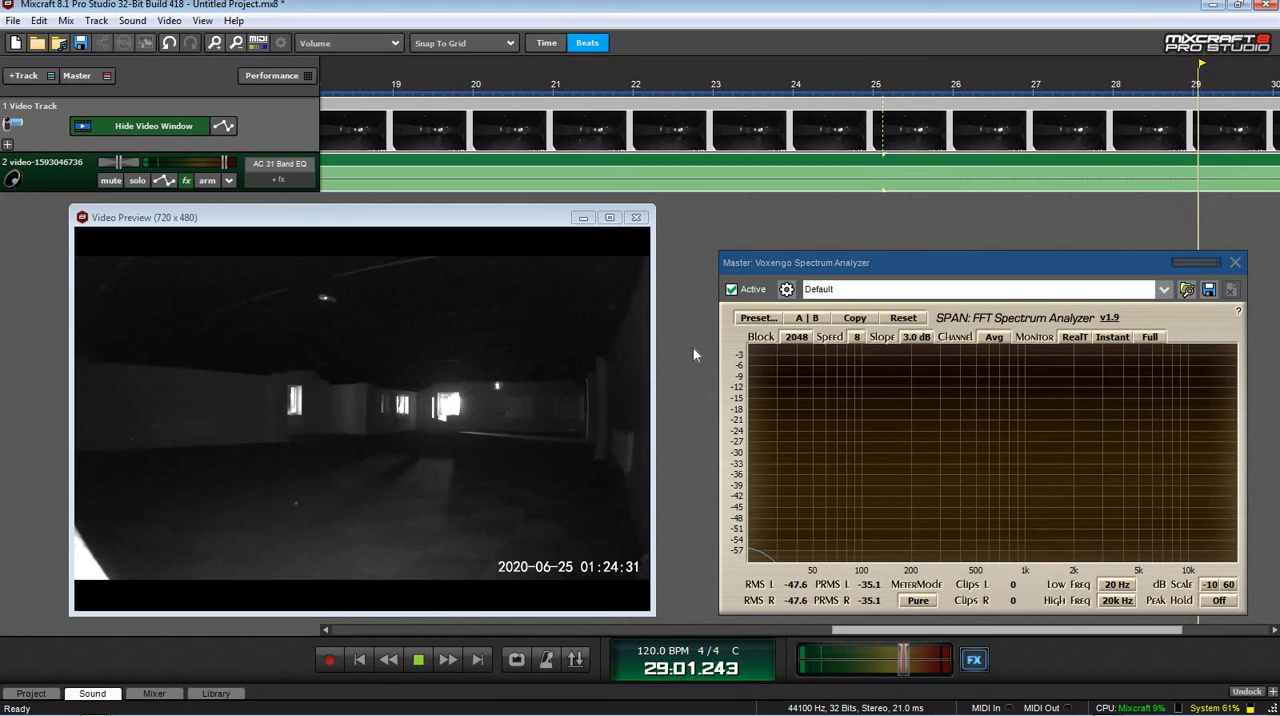 Mixcraft 8.1 Pro Studio 32-Bit Build 418 - Untitled Project.mx8 *
File Edit Mix Track Sound Video View Help
Volume Snap To Grid Time Beats MIXCRAFT 8 PRO STUDIO
+Track Master Performance
19 20 21 22 23 24 25 26 27 28 29 30
1 Video Track
Hide Video Window
2 video-1593046736
AC 31 Band EQ
mute solo fx arm + fx
Video Preview (720 x 480)
2020-06-25 01:24:31
Master: Voxengo Spectrum Analyzer
Active Default
Preset... A | B Copy Reset SPAN: FFT Spectrum Analyzer v1.9 ?
Block 2048 Speed 8 Slope 3.0 dB Channel Avg Monitor RealT Instant Full
-3
-6
-9
-12
-15
-18
-21
-24
-27
-30
-33
-36
-39
-42
-45
-48
-51
-54
-57
50 100 200 500 1k 2k 5k 10k
RMS L -47.6 PRMS L -35.1 MeterMode Clips L 0 Low Freq 20 Hz dB Scale -10 60
RMS R -47.6 PRMS R -35.1 Pure Clips R 0 High Freq 20k Hz Peak Hold Off
120.0 BPM 4 / 4 C
29:01.243
FX
Project Sound Mixer Library Undock
Ready 44100 Hz, 32 Bits, Stereo, 21.0 ms MIDI In MIDI Out CPU: Mixcraft 9% System 61%